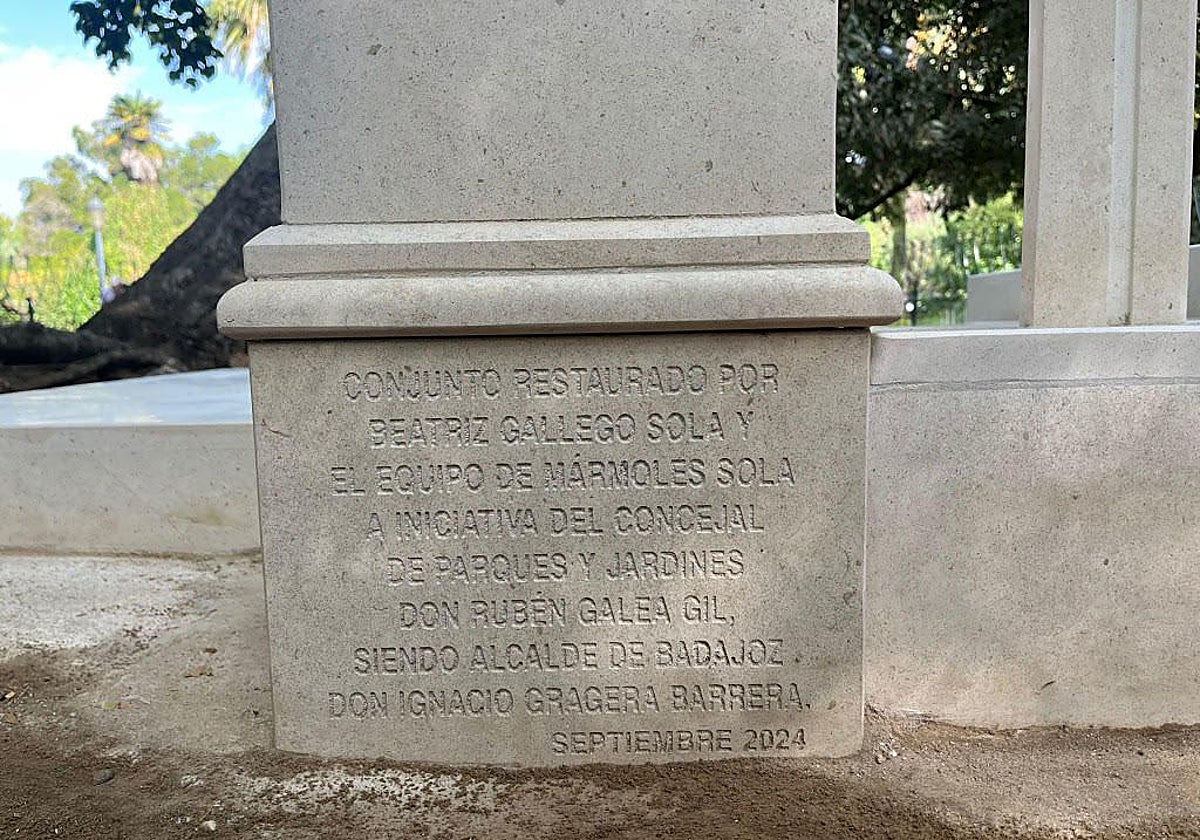 CONJUNTO RESTAURADO POR
BEATRIZ GALLEGO SOLA Y
EL EQUIPO DE MÁRMOLES SOLA
A INICIATIVA DEL CONCEJAL
DE PARQUES Y JARDINES
DON RUBÉN GALEA GIL,
SIENDO ALCALDE DE BADAJOZ
DON IGNACIO GRAGERA BARRERA.
SEPTIEMBRE 2024